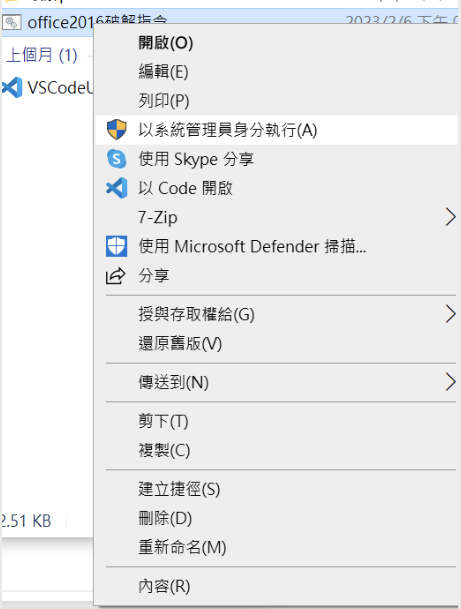 office2016破解指令 2023/2/6 下午
上個月 (1)
VSCodeU
開啟(O)
編輯(E)
列印(P)
以系統管理員身分執行(A)
使用 Skype 分享
以 Code 開啟
7-Zip
使用 Microsoft Defender 掃描...
分享
授與存取權給(G)
還原舊版(V)
傳送到(N)
剪下(T)
複製(C)
建立捷徑(S)
2.51 KB
刪除(D)
重新命名(M)
內容(R)